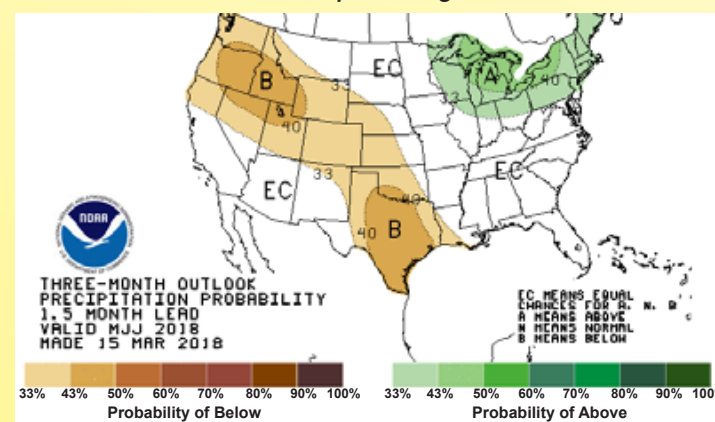 B
EC
33
40
A
40
33
EC
33
EC
40
40
B
NOAA
THREE-MONTH OUTLOOK
PRECIPITATION PROBABILITY
1.5 MONTH LEAD
VALID MJJ 2018
MADE 15 MAR 2018
EC MEANS EQUAL
CHANCES FOR A, N, B
A MEANS ABOVE
N MEANS NORMAL
B MEANS BELOW
33% 43% 50% 60% 70% 80% 90% 100%
Probability of Below
33% 43% 50% 60% 70% 80% 90% 100
Probability of Above